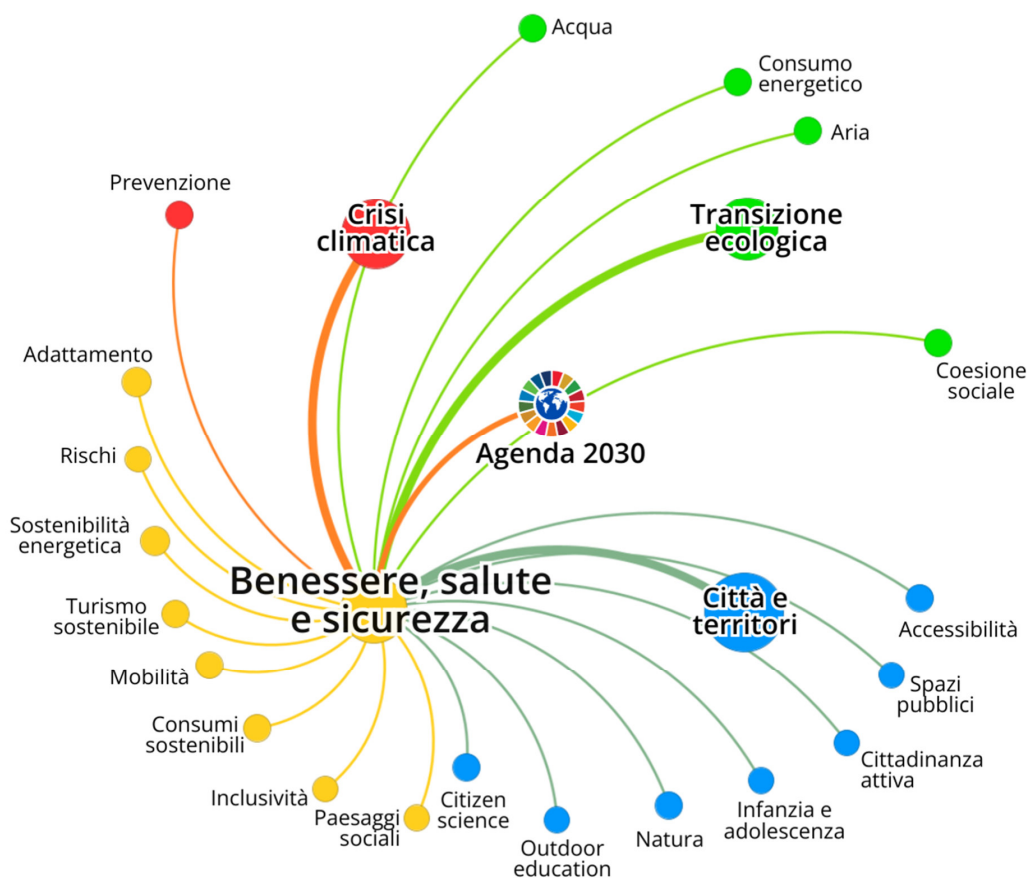 Acqua
Consumo
energetico
Aria
Prevenzione
Crisi
climatica
Transizione
ecologica
Adattamento
Coesione
sociale
Rischi
Agenda 2030
Sostenibilità
energetica
Benessere, salute
e sicurezza
Città e
territori
Turismo
sostenibile
Accessibilità
Mobilità
Spazi
pubblici
Consumi
sostenibili
Cittadinanza
attiva
Inclusività
Paesaggi
sociali
Citizen
science
Infanzia e
adolescenza
Natura
Outdoor
education